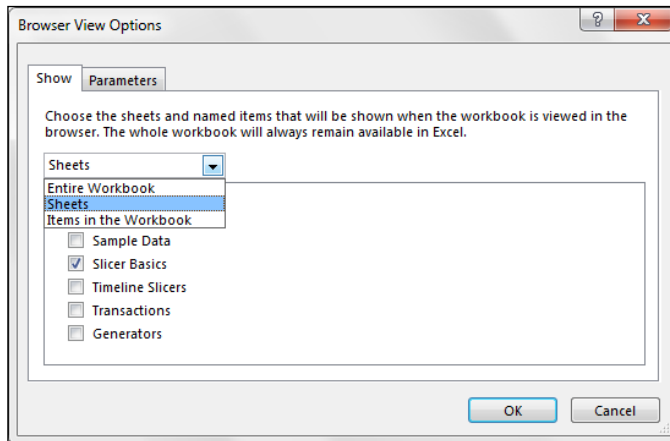 Browser View Options
?
X
Show
Parameters
Choose the sheets and named items that will be shown when the workbook is viewed in the
browser. The whole workbook will always remain available in Excel.
Sheets
Entire Workbook
Sheets
Items in the Workbook
Sample Data
Slicer Basics
Timeline Slicers
Transactions
Generators
OK
Cancel